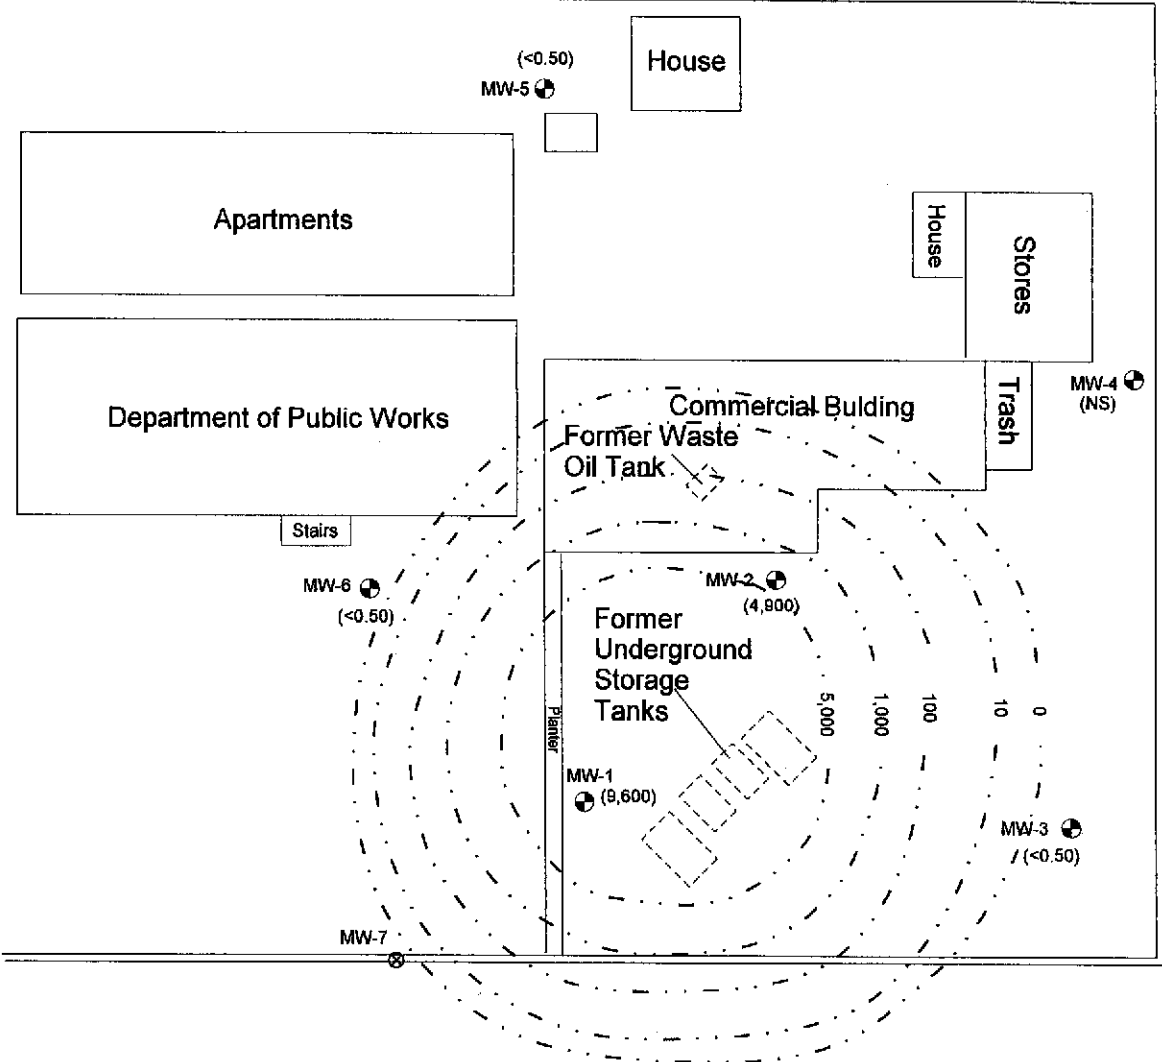 (<0.50)
MW-5
House
Apartments
House
Stores
Department of Public Works
Commercial Bulding
Trash
MW-4
(NS)
Former Waste
Oil Tank
Stairs
MW-6
(<0.50)
MW-2
(4,800)
Former
Underground
Storage
Tanks
Planter
5,000
1,000
100
10
0
MW-1
(9,600)
MW-3
(<0.50)
MW-7